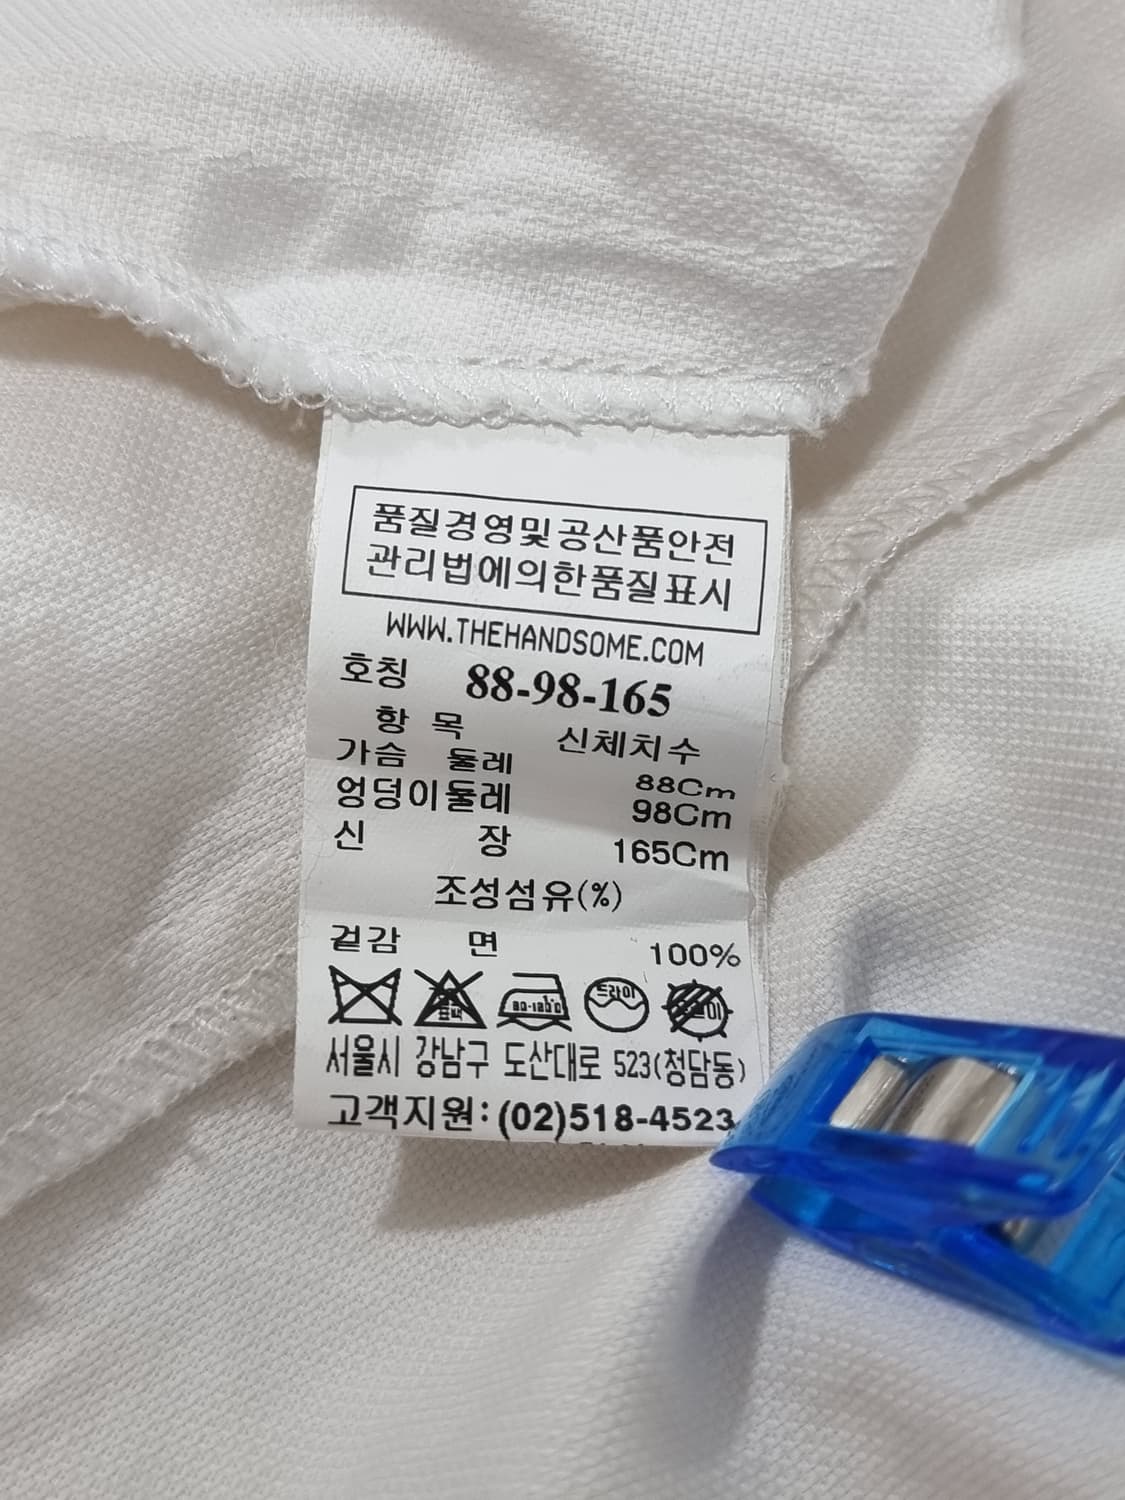 품질경영및공산품안전
관리법에의한품질표시
WWW.THEHANDSOME.COM
호칭 88-98-165
항 목 신체치수
가슴 둘레 88Cm
엉덩이둘레 98Cm
신 장 165Cm
조성섬유(%)
겉감 면 100%
드라이
서울시 강남구 도산대로 523(청담동)
고객지원:(02)518-4523